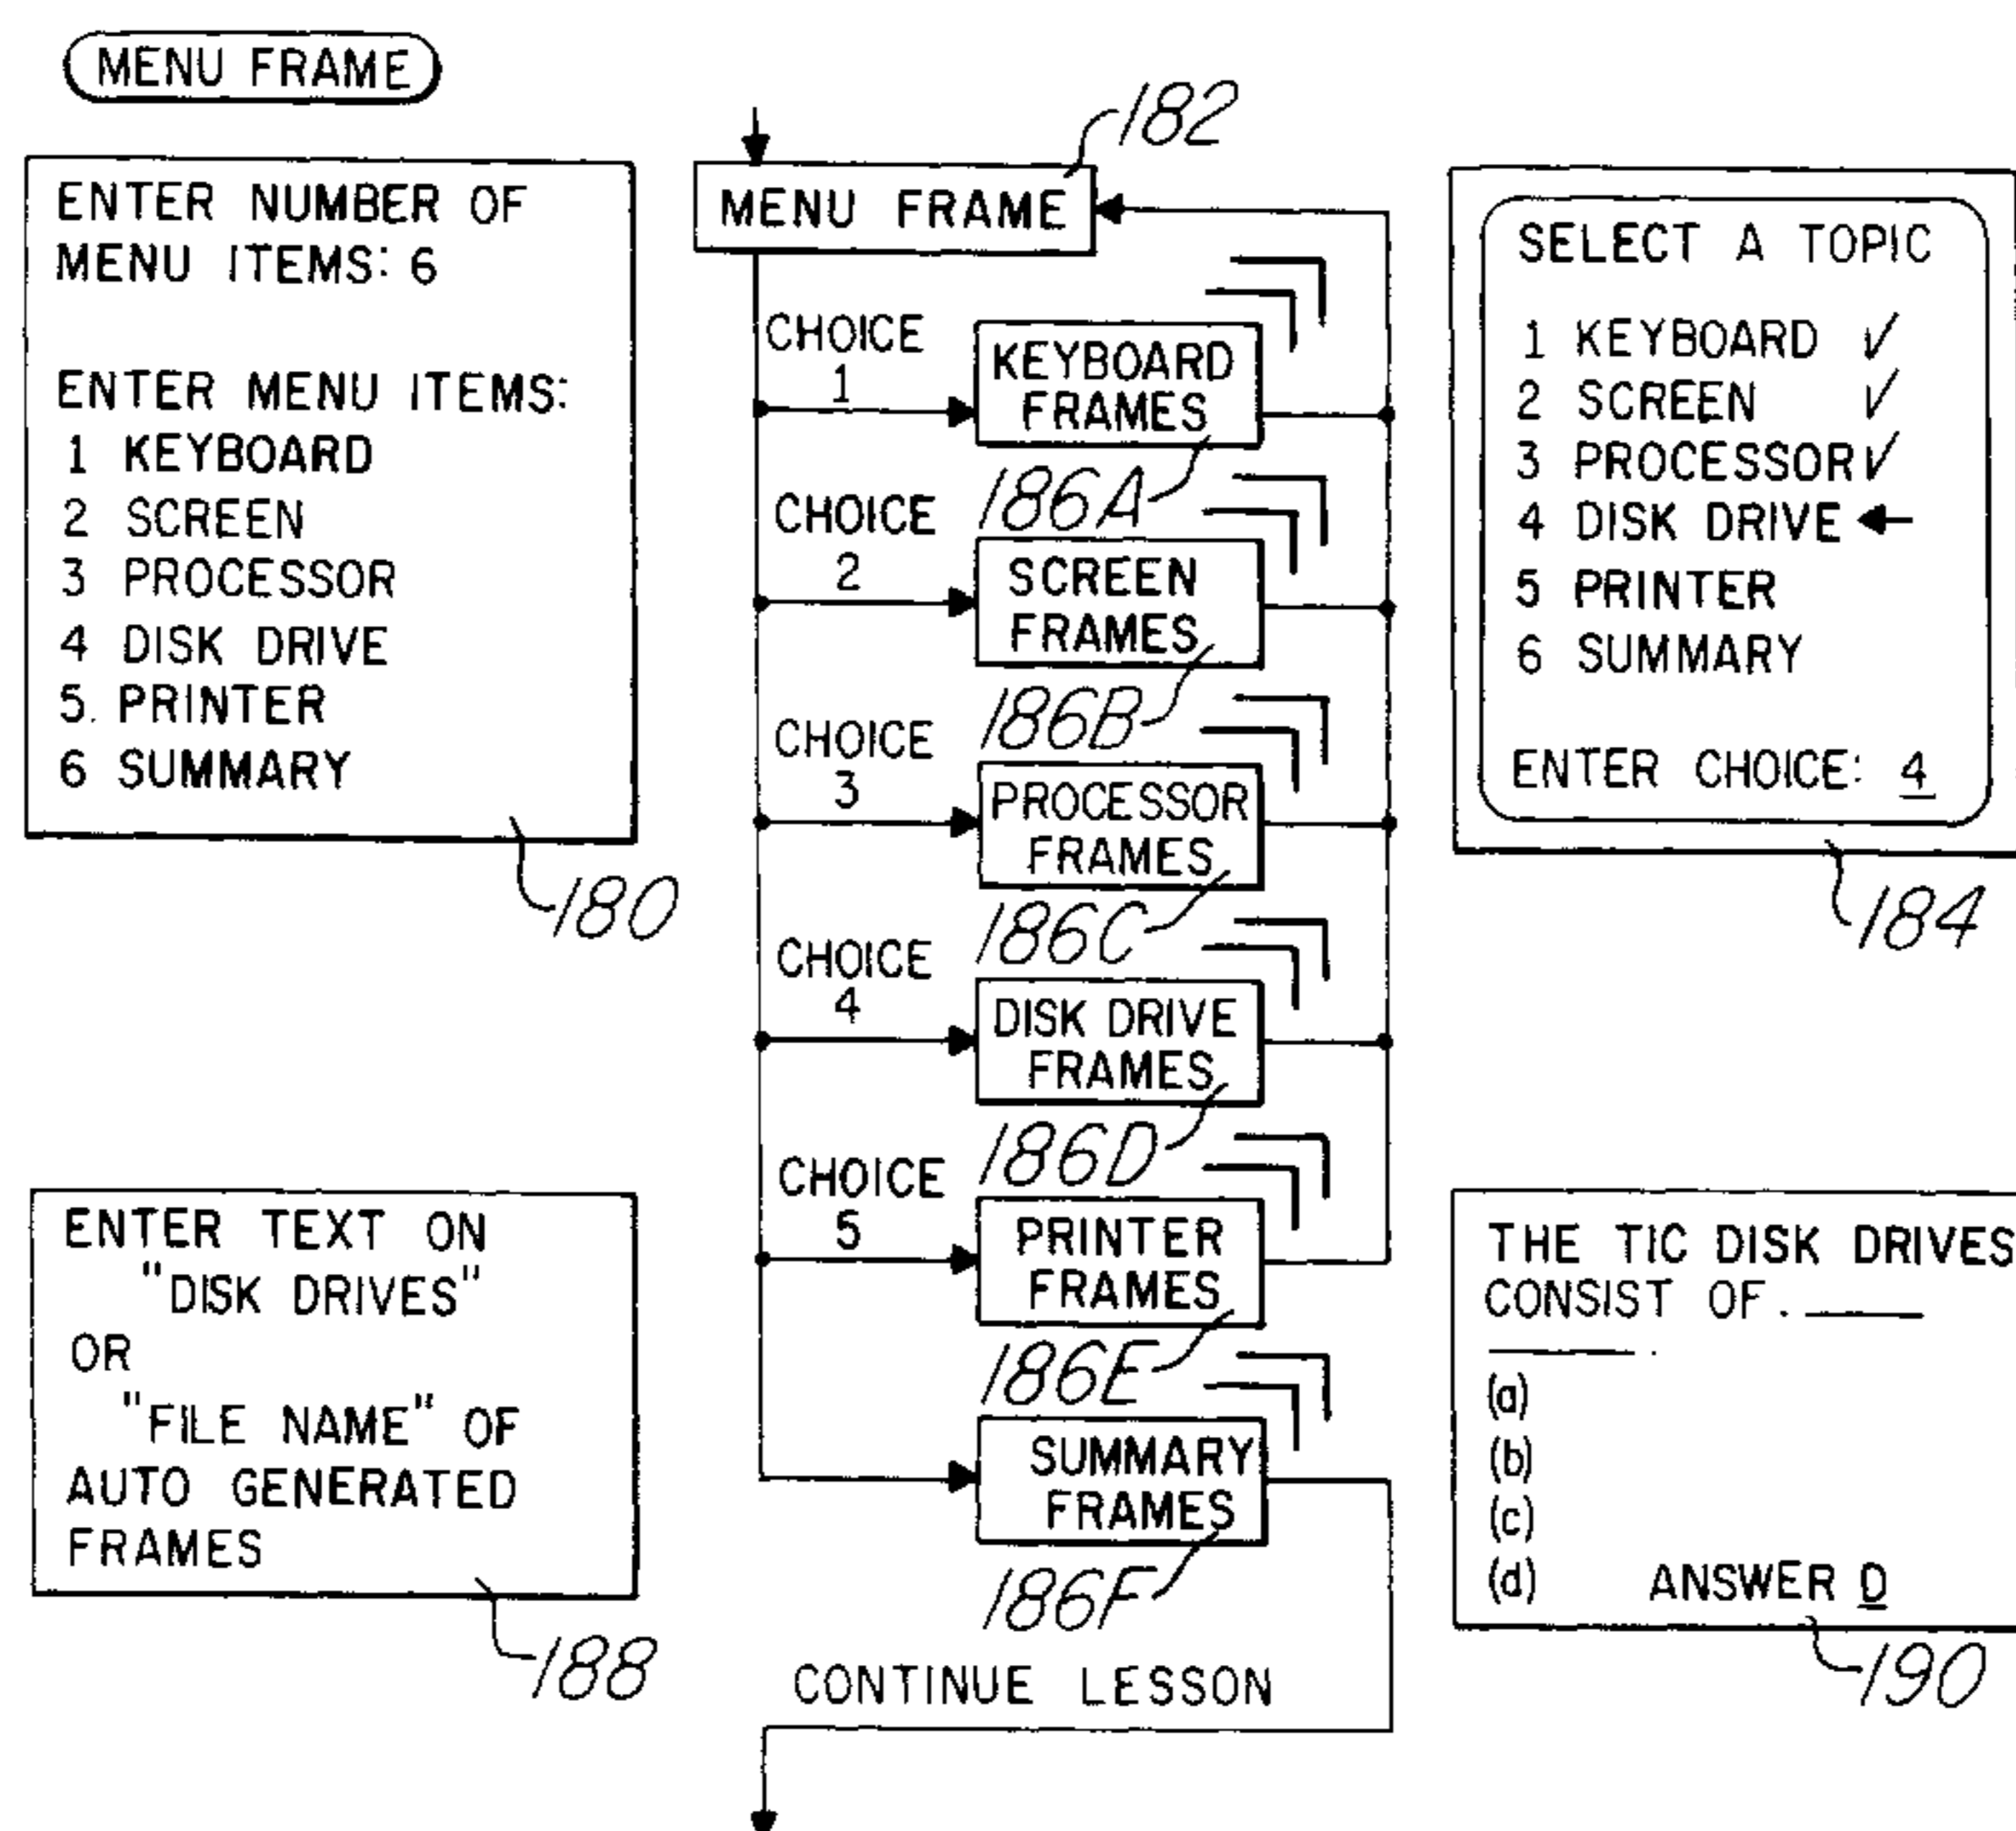 MENU FRAME
ENTER NUMBER OF
MENU ITEMS: 6
ENTER MENU ITEMS:
1 KEYBOARD
2 SCREEN
3 PROCESSOR
4 DISK DRIVE
5. PRINTER
6 SUMMARY
180
182
MENU FRAME
CHOICE
1
KEYBOARD
FRAMES
186A
CHOICE
2
SCREEN
FRAMES
186B
CHOICE
3
PROCESSOR
FRAMES
186C
CHOICE
4
DISK DRIVE
FRAMES
186D
CHOICE
5
PRINTER
FRAMES
186E
SUMMARY
FRAMES
186F
CONTINUE LESSON
SELECT A TOPIC
1 KEYBOARD ✓
2 SCREEN ✓
3 PROCESSOR ✓
4 DISK DRIVE ←
5 PRINTER
6 SUMMARY
ENTER CHOICE: 4
184
ENTER TEXT ON
"DISK DRIVES"
OR
"FILE NAME" OF
AUTO GENERATED
FRAMES
188
THE TIC DISK DRIVES
CONSIST OF . ____
____ .
(a)
(b)
(c)
(d) ANSWER D
190